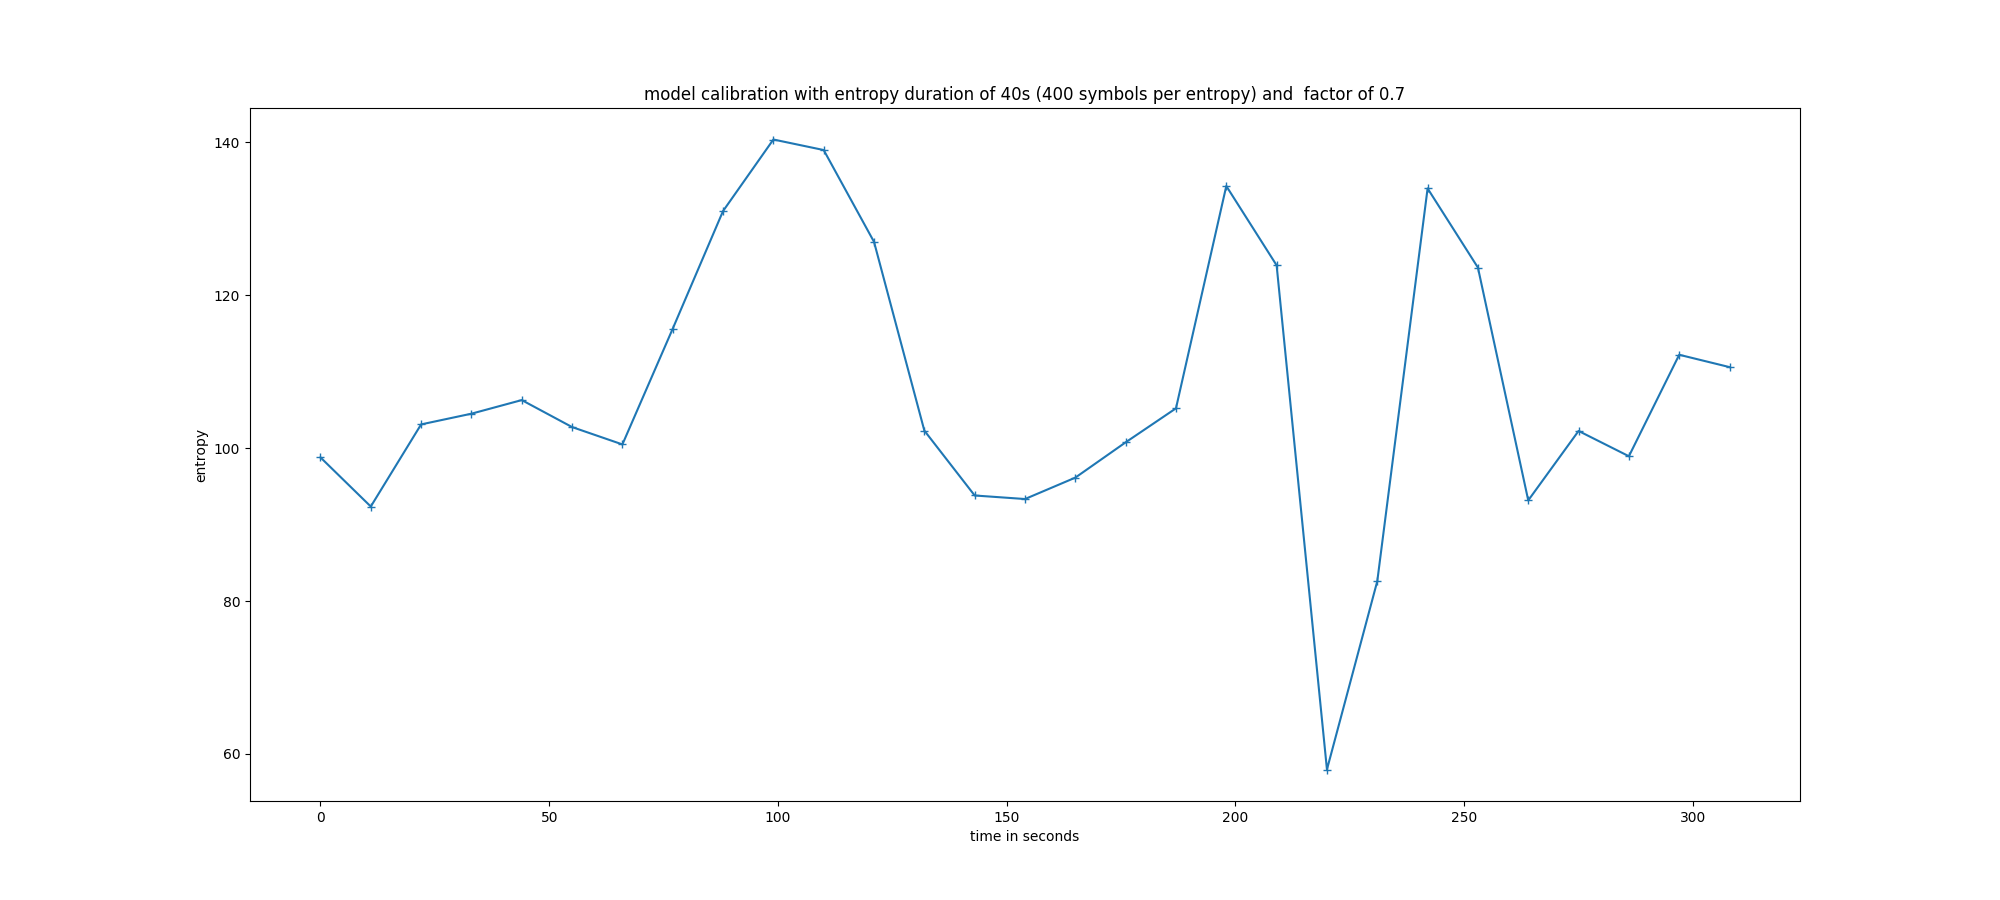 model calibration with entropy duration of 40s (400 symbols per entropy) and  factor of 0.7
140
120
100
80
60
entropy
0 50 100 150 200 250 300
time in seconds